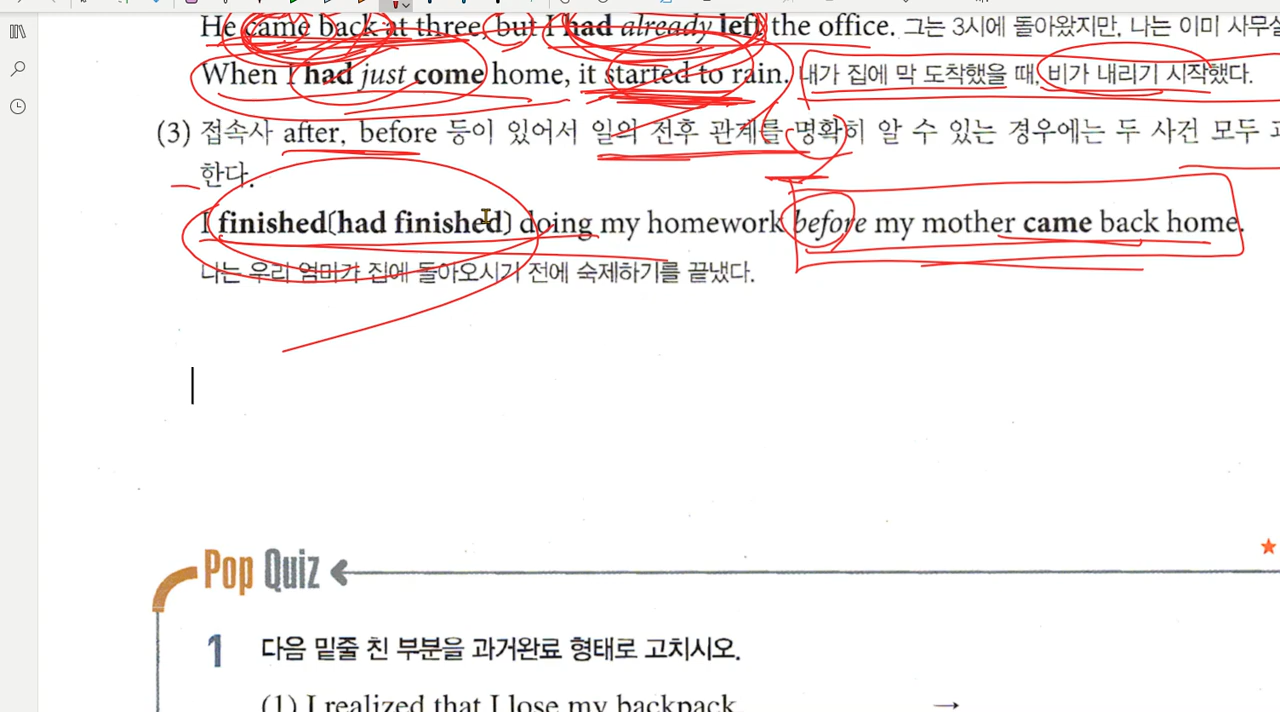 He came back at three, but I had already left the office. 그는 3시에 돌아왔지만, 나는 이미 사무실
When I had just come home, it started to rain. 내가 집에 막 도착했을 때, 비가 내리기 시작했다.
(3) 접속사 after, before 등이 있어서 일의 전후 관계를 명확히 알 수 있는 경우에는 두 사건 모두
한다.
I finished(had finished) doing my homework before my mother came back home.
나는 우리 엄마가 집에 돌아오시기 전에 숙제하기를 끝냈다.
Pop Quiz
1 다음 밑줄 친 부분을 과거완료 형태로 고치시오.
(1) I realized that I lose my backpack. →